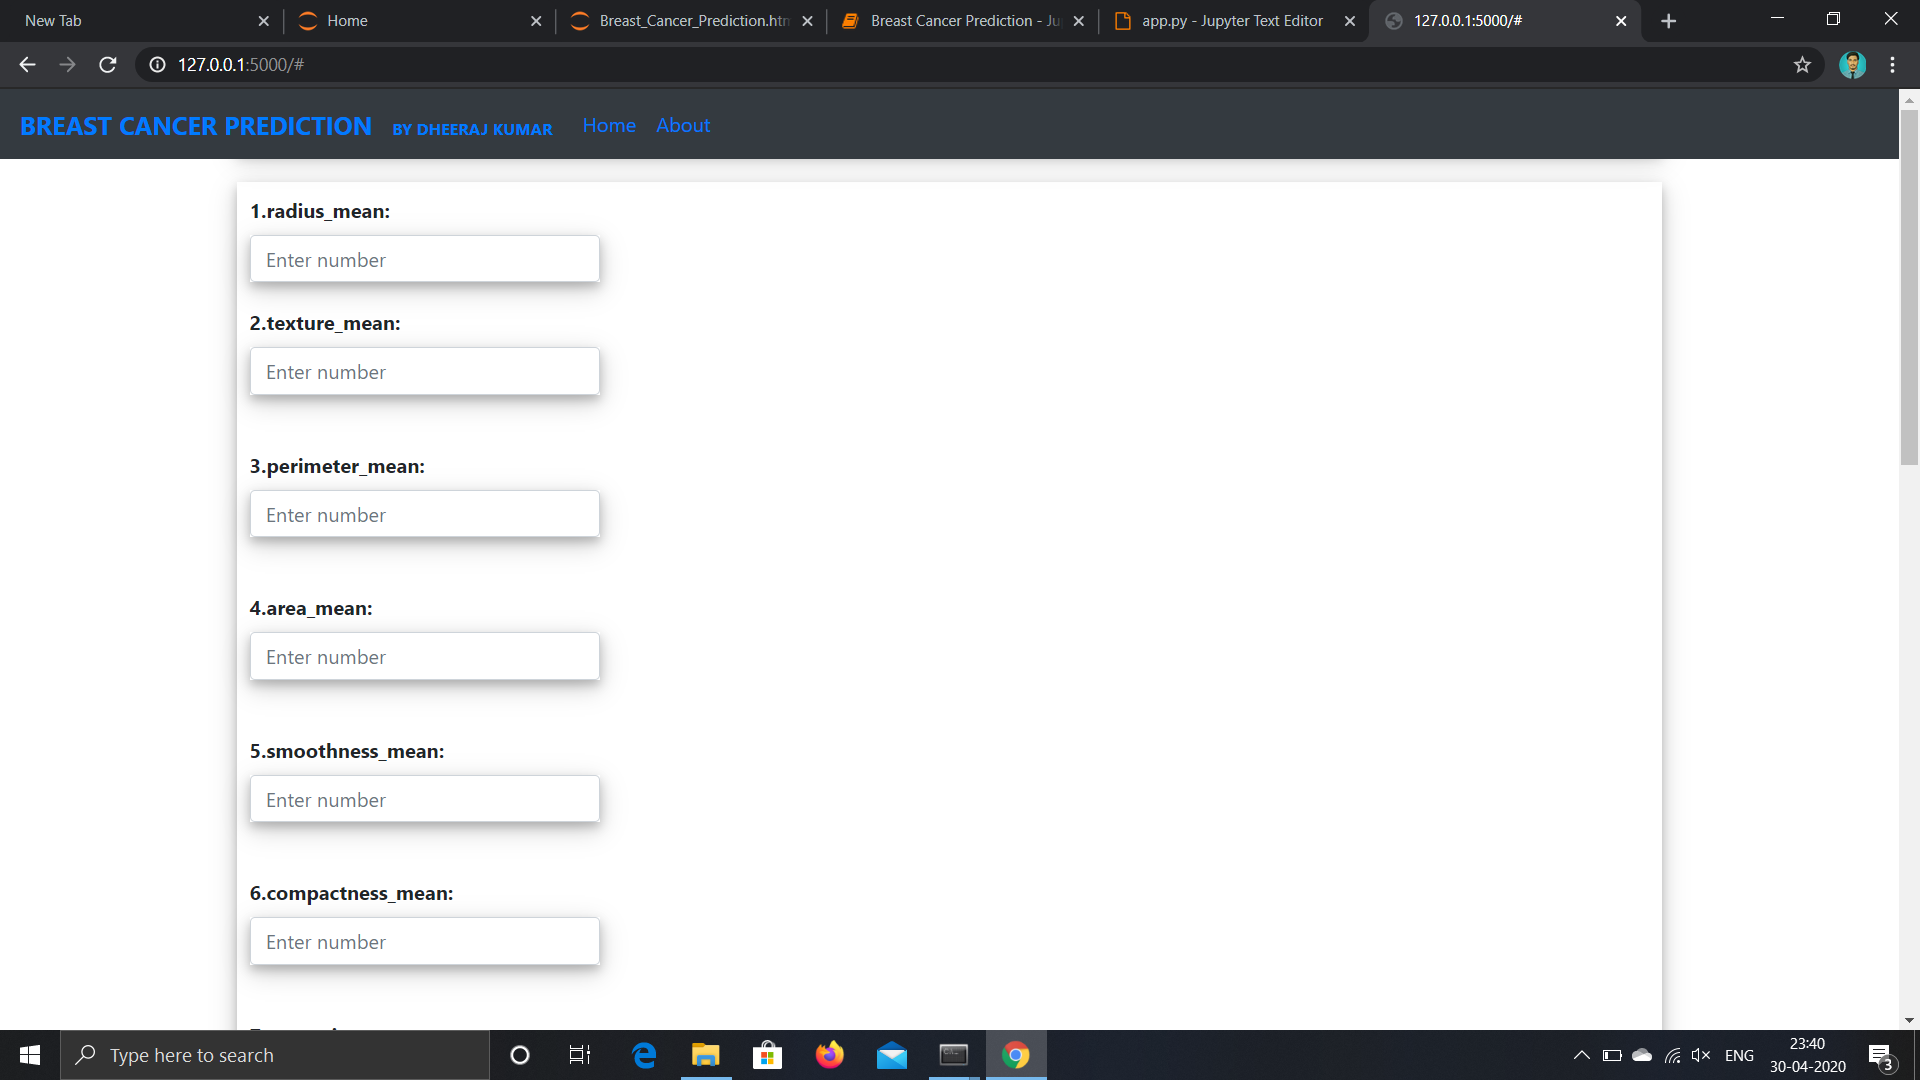 New Tab
Home
Breast_Cancer_Prediction.htm
Breast Cancer Prediction - Ju
app.py - Jupyter Text Editor
127.0.0.1:5000/#
127.0.0.1:5000/#
BREAST CANCER PREDICTION BY DHEERAJ KUMAR Home About
1.radius_mean:
Enter number
2.texture_mean:
Enter number
3.perimeter_mean:
Enter number
4.area_mean:
Enter number
5.smoothness_mean:
Enter number
6.compactness_mean:
Enter number
Type here to search
ENG
23:40
30-04-2020
3